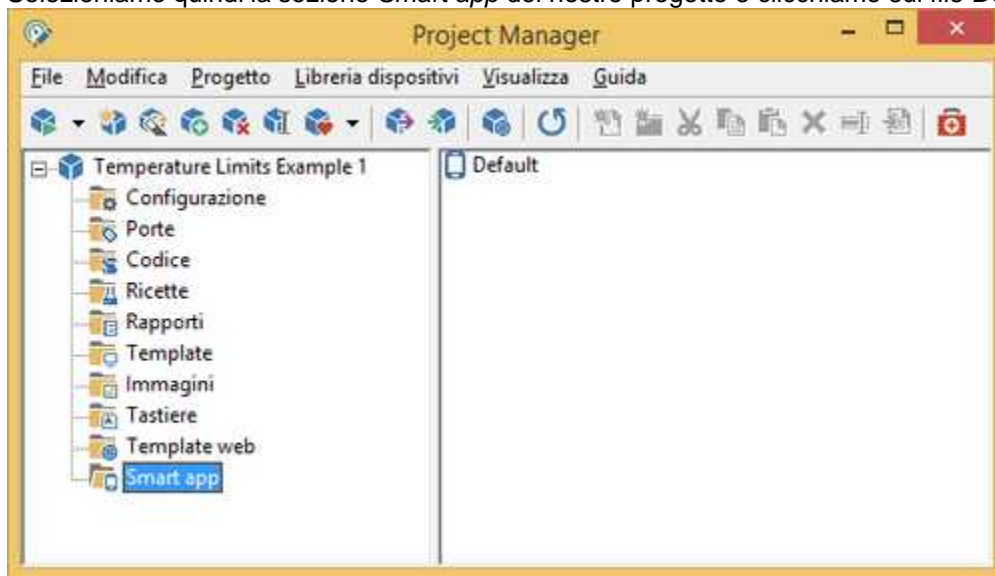 Project Manager
File Modifica Progetto Libreria dispositivi Visualizza Guida
Temperature Limits Example 1
Configurazione
Porte
Codice
Ricette
Rapporti
Template
Immagini
Tastiere
Template web
Smart app
Default